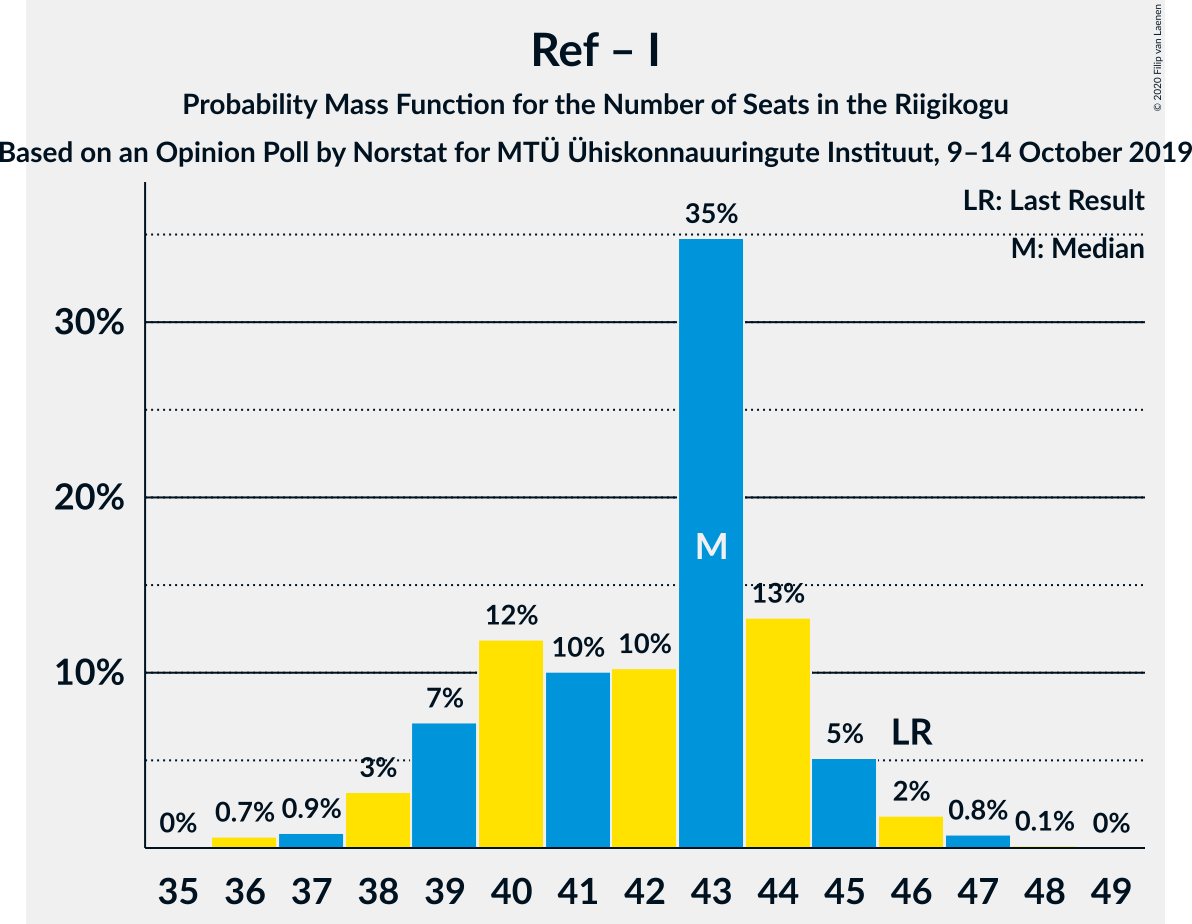 Ref – I
Probability Mass Function for the Number of Seats in the Riigikogu
Based on an Opinion Poll by Norstat for MTÜ Ühiskonnauuringute Instituut, 9–14 October 2019
© 2020 Filip van Laenen
LR: Last Result
M: Median
30%
20%
10%
0%
0.7%
0.9%
3%
7%
12%
10%
10%
35%
M
13%
5%
LR
2%
0.8%
0.1%
0%
35 36 37 38 39 40 41 42 43 44 45 46 47 48 49